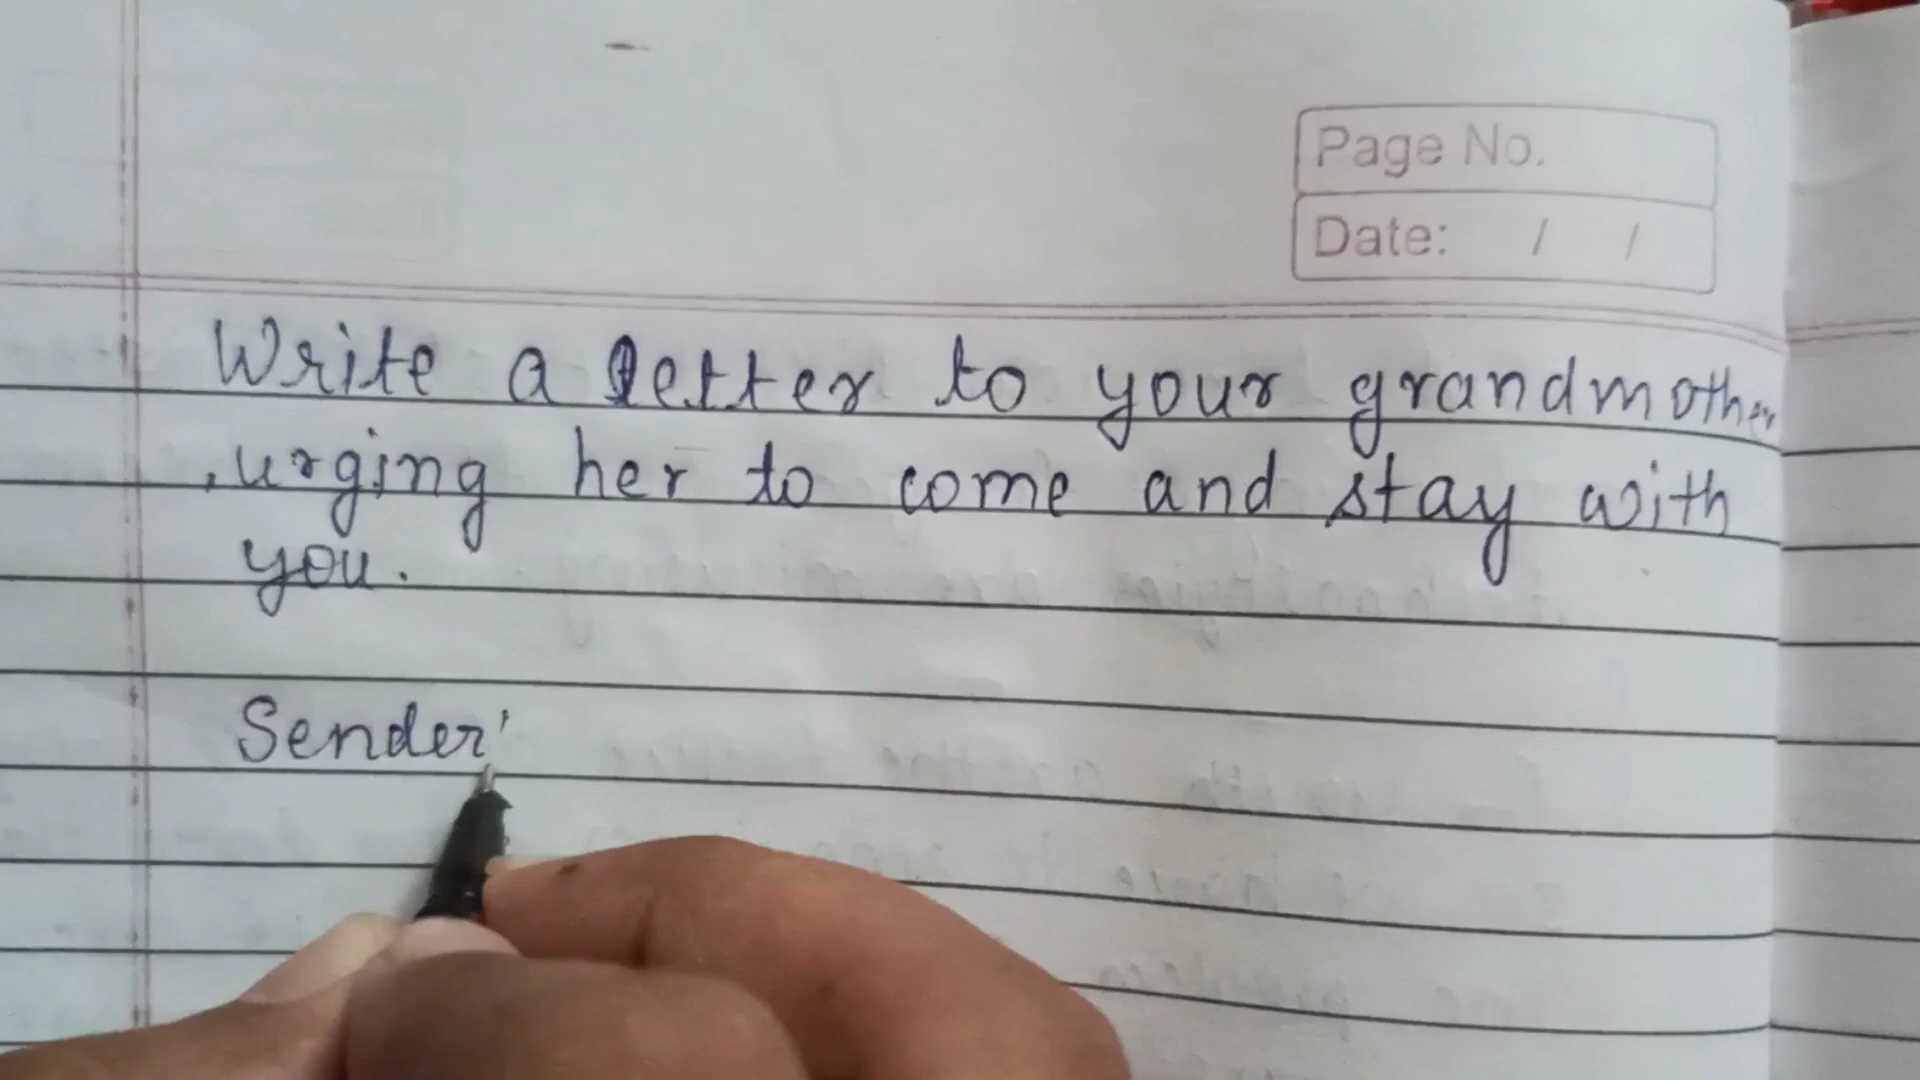 Page No.
Date: / /
Write a letter to your grandmother
, urging her to come and stay with
you.
Sender'